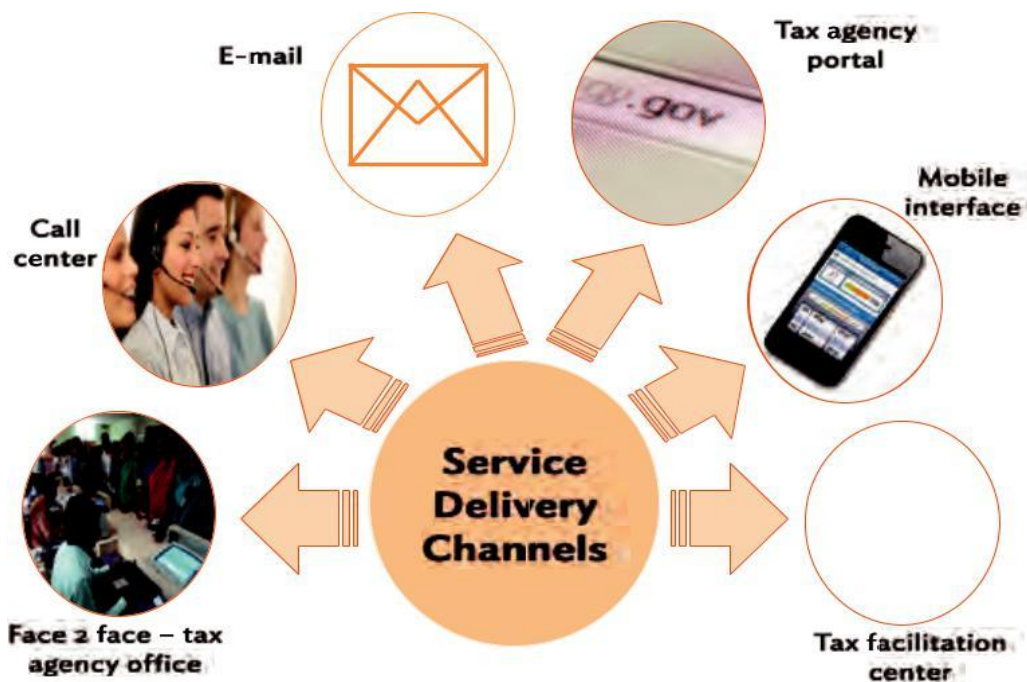 E-mail
Tax agency
portal
gy.gov
Mobile
interface
Call
center
Service
Delivery
Channels
Face 2 face – tax
agency office
Tax facilitation
center